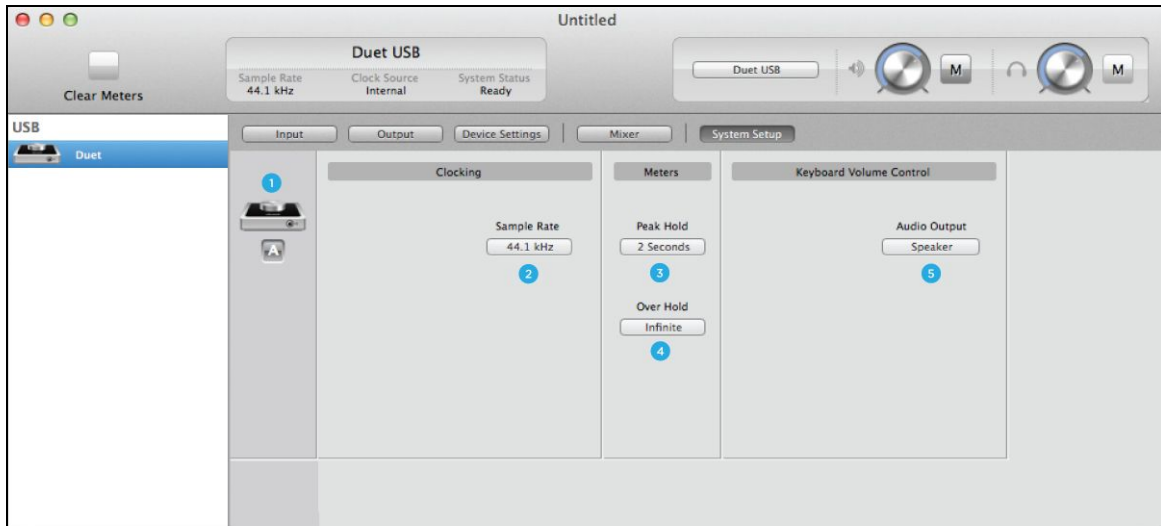 Untitled
Clear Meters
Duet USB
Sample Rate Clock Source System Status
44.1 kHz Internal Ready
Duet USB M M
USB
Duet
Input Output Device Settings Mixer System Setup
1
A
Clocking
Sample Rate
44.1 kHz
2
Meters
Peak Hold
2 Seconds
3
Over Hold
Infinite
4
Keyboard Volume Control
Audio Output
Speaker
5